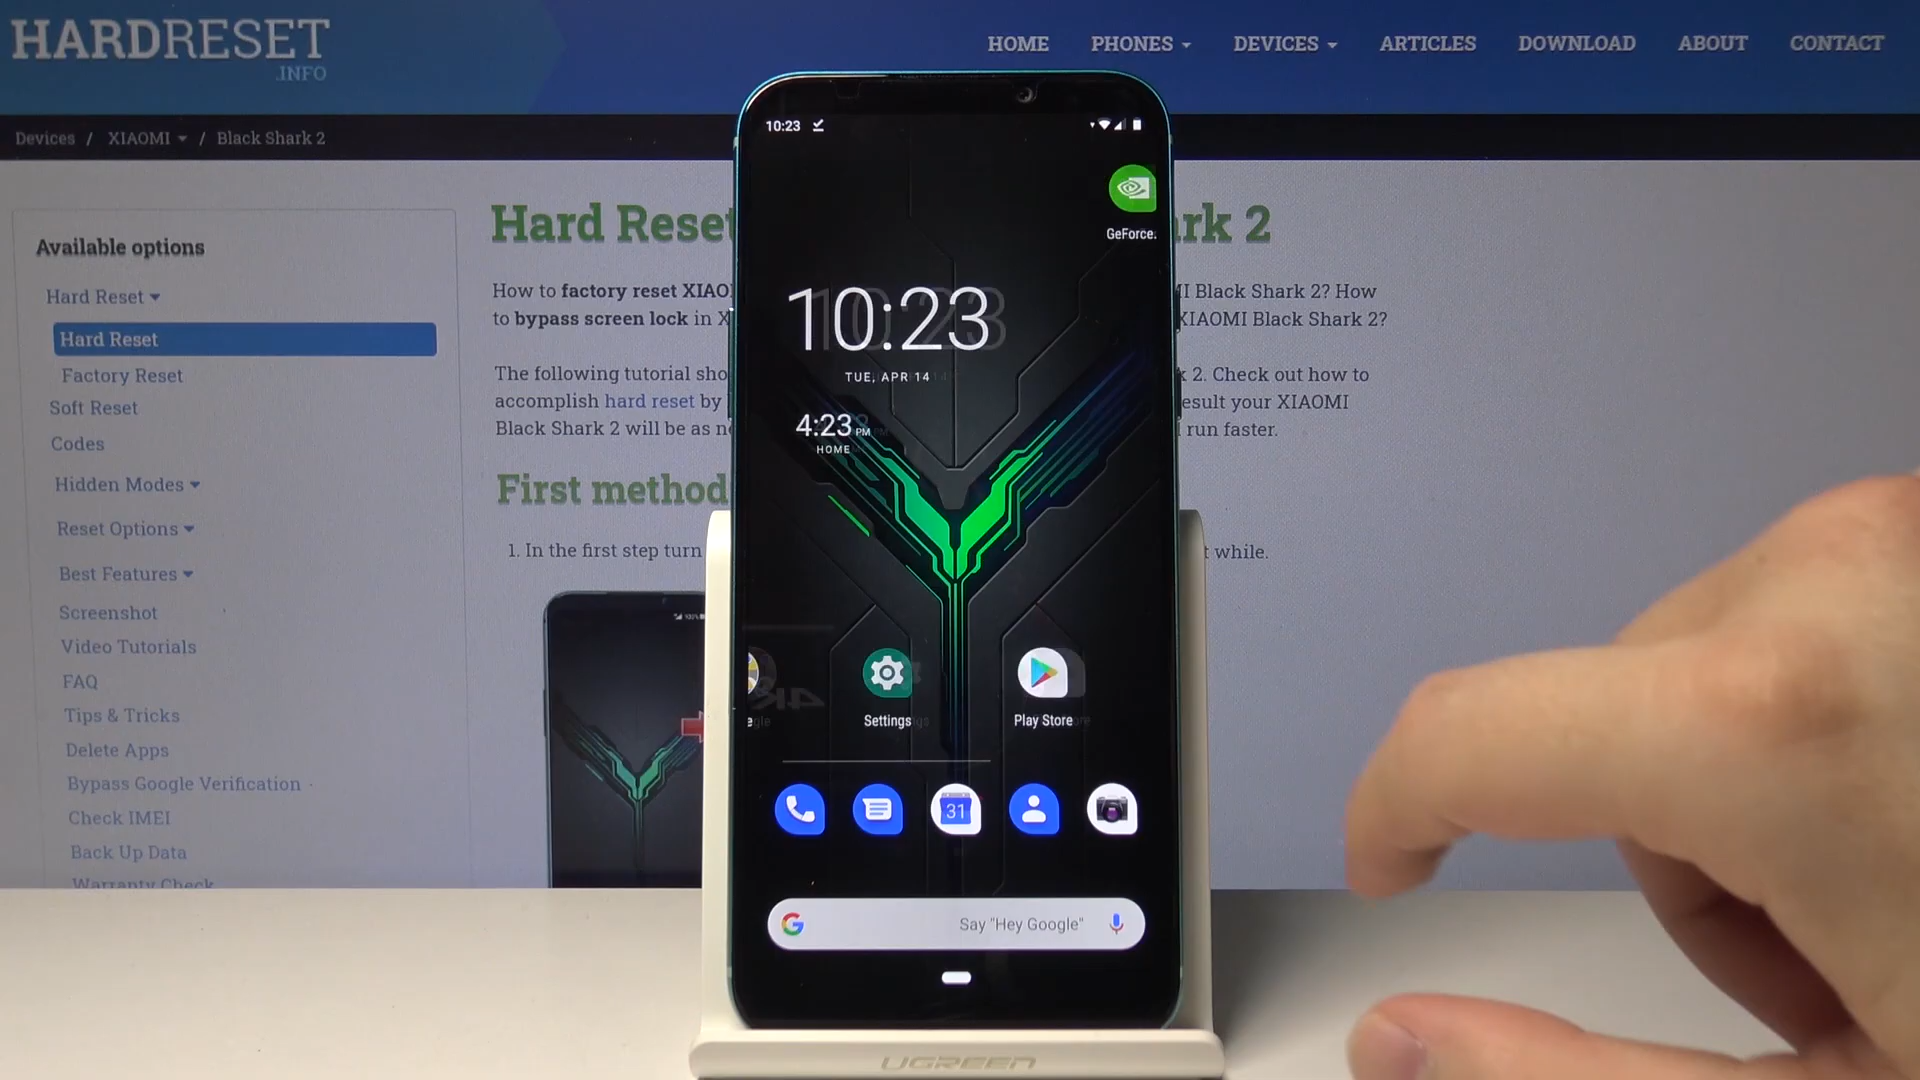 HARDRESET
.INFO
HOME PHONES DEVICES ARTICLES DOWNLOAD ABOUT CONTACT
Devices / XIAOMI / Black Shark 2
Available options
Hard Reset
Hard Reset
Factory Reset
Soft Reset
Codes
Hidden Modes
Reset Options
Best Features
Screenshot
Video Tutorials
FAQ
Tips & Tricks
Delete Apps
Bypass Google Verification
Check IMEI
Back Up Data
Warranty Check
Hard Reset
rk 2
How to factory reset XIAO
I Black Shark 2? How
to bypass screen lock in X
XIAOMI Black Shark 2?
The following tutorial sho
2. Check out how to
accomplish hard reset by
esult your XIAOMI
Black Shark 2 will be as ne
run faster.
First method
1. In the first step turn
t while.
100%
10:23
GeForce.
10:23
TUE, APR 14
4:23 PM
HOME
4K
gle
Settings
Play Store
31
G Say "Hey Google"
UGREEN